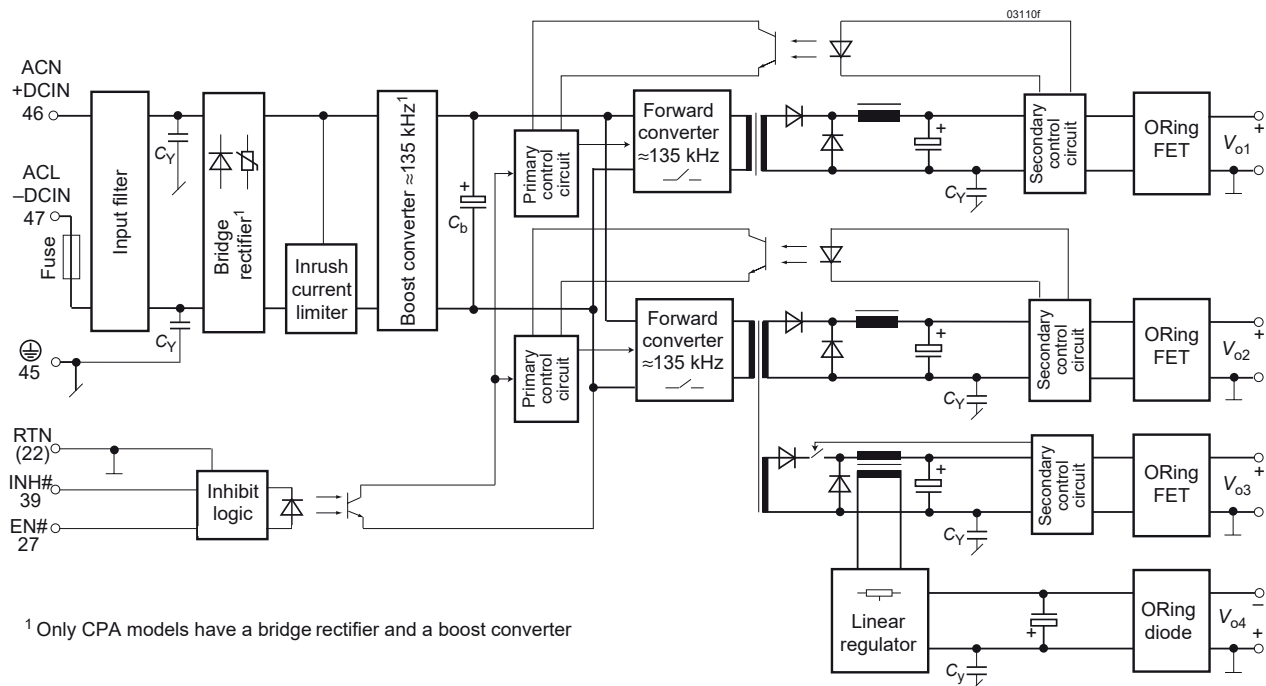 03110f
ACN
+DCIN
46
ACL
–DCIN
47
Fuse
45
Input filter
CY
CY
Bridge
rectifier1
Inrush
current
limiter
Boost converter ≈135 kHz1
+
Cb
Primary
control
circuit
Forward
converter
≈135 kHz
+
CY
Secondary
control
circuit
ORing
FET
Vo1
+
Primary
control
circuit
Forward
converter
≈135 kHz
+
CY
Secondary
control
circuit
ORing
FET
Vo2
+
RTN
(22)
INH#
39
EN#
27
Inhibit
logic
+
CY
Secondary
control
circuit
ORing
FET
Vo3
+
Linear
regulator
+
Cy
ORing
diode
Vo4
–
+
1 Only CPA models have a bridge rectifier and a boost converter